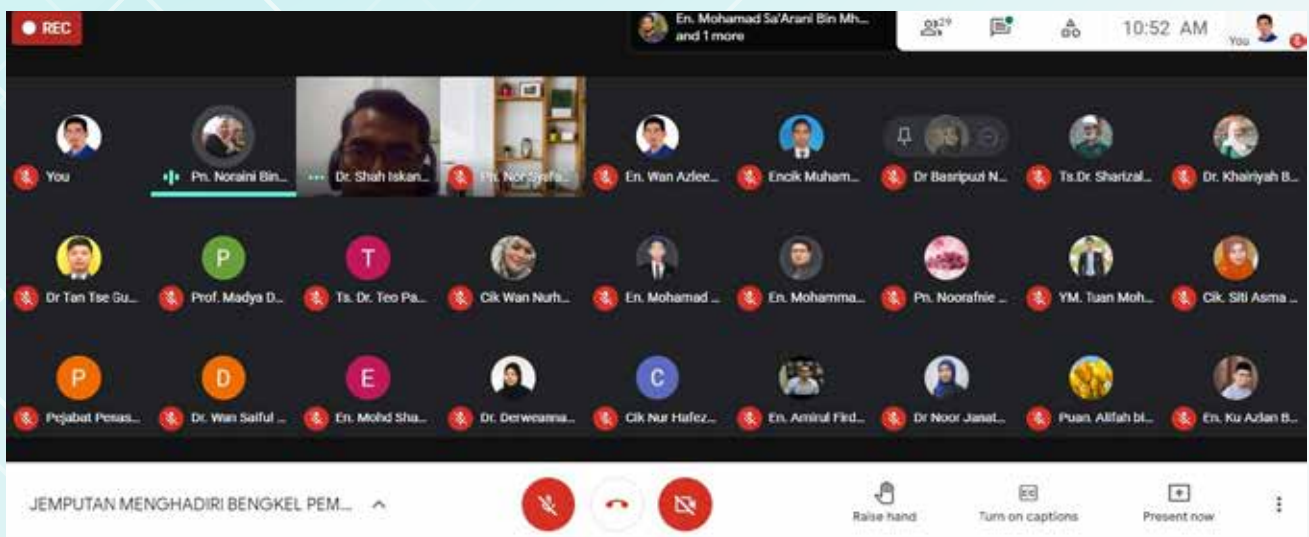 REC
En. Mohamad Sa'Arani Bin Mh...
and 1 more
29
10:52 AM
You
You
Pn. Noraini Bin...
Dr. Shah Iskan...
En. Wan Azlee...
Encik Muham...
Dr Basripuzi N...
Ts.Dr. Sharizal...
Dr. Khairiyah B...
Dr Tan Tse Gu...
P
Prof. Madya D...
T
Ts. Dr. Teo Pa...
Cik Wan Nurh...
En. Mohamad ...
En. Mohamma...
Pn. Noorafnie ...
YM. Tuan Moh...
Cik. Siti Asma ...
P
Pejabat Penas...
D
Dr. Wan Saiful ...
E
En. Mohd Sha...
Dr. Derweanna...
C
Cik Nur Hafez...
En. Amirul Fird...
Dr Noor Janat...
Puan. Alifah bi...
En. Ku Azlan B...
JEMPUTAN MENGHADIRI BENGKEL PEM...
Raise hand
CC
Turn on captions
Present now